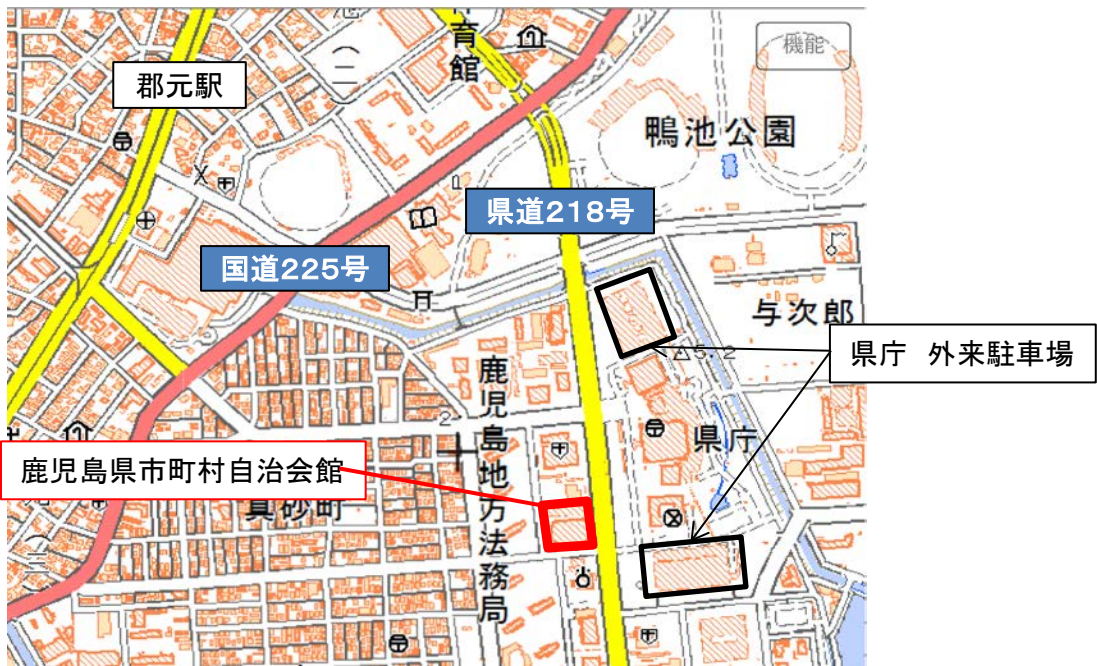 育館
機能
郡元駅
鴨池公園
県道218号
国道225号
与次郎
県庁 外来駐車場
5.2
鹿児島地方法務局
2
県庁
鹿児島県市町村自治会館
真砂町